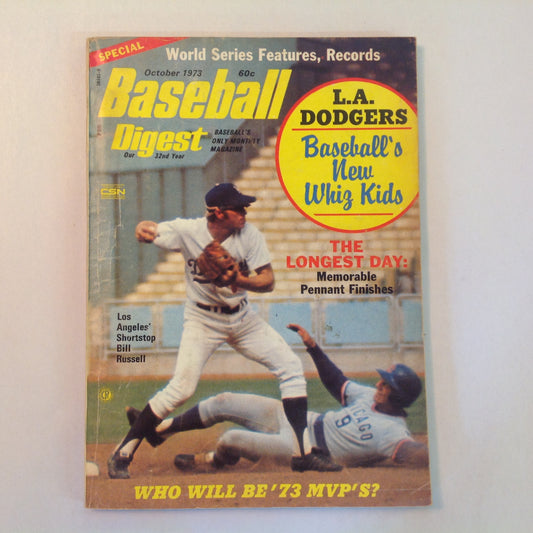 SPECIAL
World Series Features, Records
October 1973 60c
Baseball
Digest
Our 32nd Year
BASEBALL'S
ONLY MONTHLY
MAGAZINE
CSN
L.A.
DODGERS
Baseball's
New
Whiz Kids
THE
LONGEST DAY:
Memorable
Pennant Finishes
Los
Angeles'
Shortstop
Bill
Russell
CHICAGO
9
WHO WILL BE '73 MVP'S?